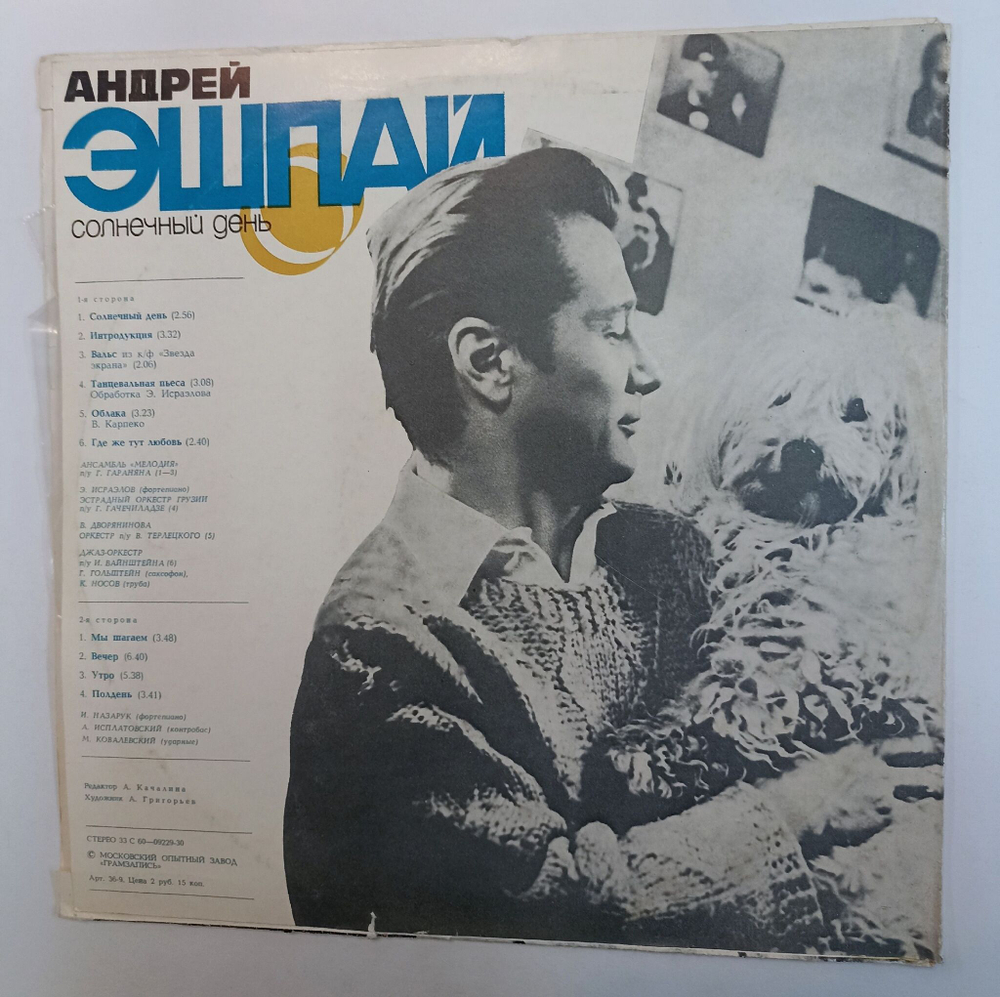 АНДРЕЙ
ЭШПАЙ
солнечный день
1-я сторона
1. Солнечный день (2.56)
2. Интродукция (3.32)
3. Вальс из к/ф «Звезда
экрана» (2.06)
4. Танцевальная пьеса (3.08)
Обработка Э. Исраэлова
5. Облака (3.23)
В. Карпеко
6. Где же тут любовь (2.40)
АНСАМБЛЬ «МЕЛОДИЯ»
п/у Г. ГАРАНЯНА (1—3)
Э. ИСРАЭЛОВ (фортепиано)
ЭСТРАДНЫЙ ОРКЕСТР ГРУЗИИ
п/у Г. ГАЧЕЧИЛАДЗЕ (4)
В. ДВОРЯНИНОВА
ОРКЕСТР п/у В. ТЕРЛЕЦКОГО (5)
ДЖАЗ-ОРКЕСТР
п/у И. ВАЙНШТЕЙНА (6)
Г. ГОЛЬШТЕЙН (саксофон),
К. НОСОВ (труба)
2-я сторона
1. Мы шагаем (3.48)
2. Вечер (6.40)
3. Утро (5.38)
4. Полдень (3.41)
И. НАЗАРУК (фортепиано)
А. ИСПЛАТОВСКИЙ (контрабас)
М. КОВАЛЕВСКИЙ (ударные)
Редактор А. Качалина
Художник А. Григорьев
СТЕРЕО 33 С 60—09229-30
© МОСКОВСКИЙ ОПЫТНЫЙ ЗАВОД
«ГРАМЗАПИСЬ»
Арт. 36-9. Цена 2 руб. 15 коп.